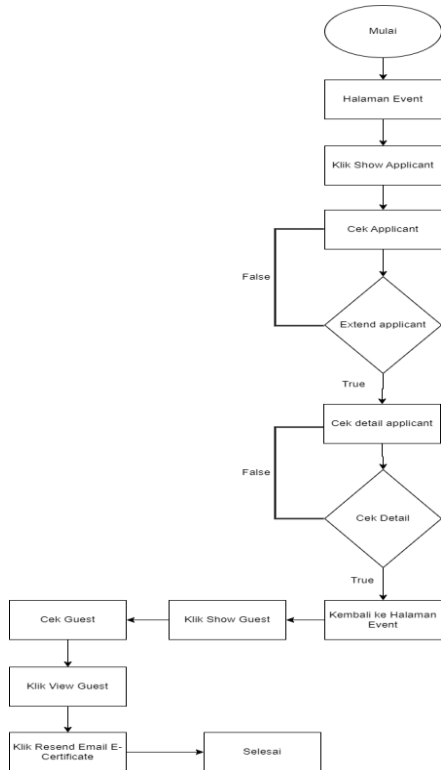 Mulai
Halaman Event
Klik Show Applicant
Cek Applicant
False
Extend applicant
True
Cek detail applicant
False
Cek Detail
True
Kembali ke Halaman
Event
Klik Show Guest
Cek Guest
Klik View Guest
Klik Resend Email E-
Certificate
Selesai